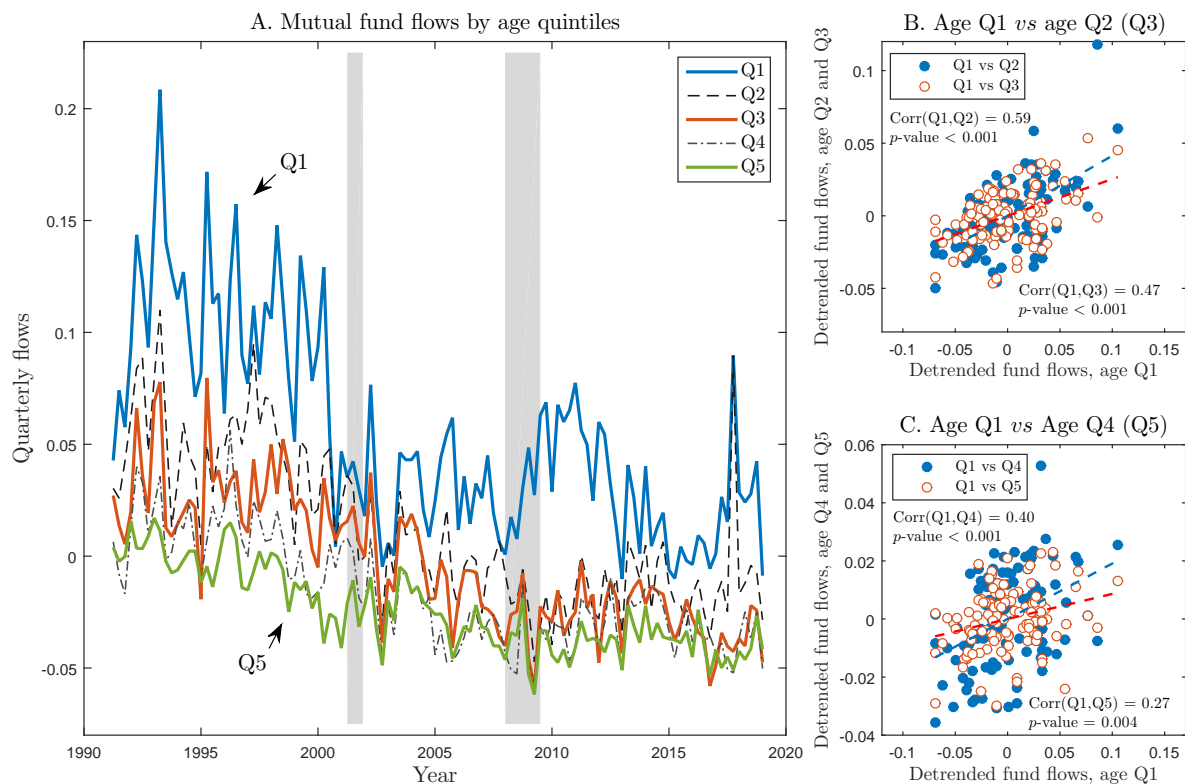 A. Mutual fund flows by age quintiles
Quarterly flows
0.2
0.15
0.1
0.05
0
-0.05
1990
1995
2000
2005
2010
2015
2020
Year
Q1
Q5
Q1
Q2
Q3
Q4
Q5
B. Age Q1 vs age Q2 (Q3)
Detrended fund flows, age Q2 and Q3
0.1
0.05
0
-0.05
Q1 vs Q2
Q1 vs Q3
Corr(Q1,Q2) = 0.59
p-value < 0.001
Corr(Q1,Q3) = 0.47
p-value < 0.001
-0.1
-0.05
0.00
0.05
0.1
0.15
Detrended fund flows, age Q1
C. Age Q1 vs Age Q4 (Q5)
Detrended fund flows, age Q4 and Q5
0.06
0.04
0.02
0
-0.02
-0.04
Q1 vs Q4
Q1 vs Q5
Corr(Q1,Q4) = 0.40
p-value < 0.001
Corr(Q1,Q5) = 0.27
p-value = 0.004
-0.1
-0.05
0.00
0.05
0.1
0.15
Detrended fund flows, age Q1